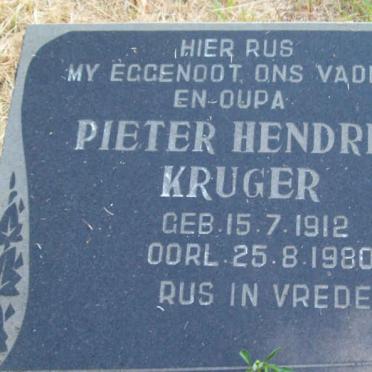 HIER RUS
MY EGGENOOT, ONS VAD
EN OUPA
PIETER HENDR
KRUGER
GEB. 15.7.1912
OORL. 25.8.1980
RUS IN VREDE